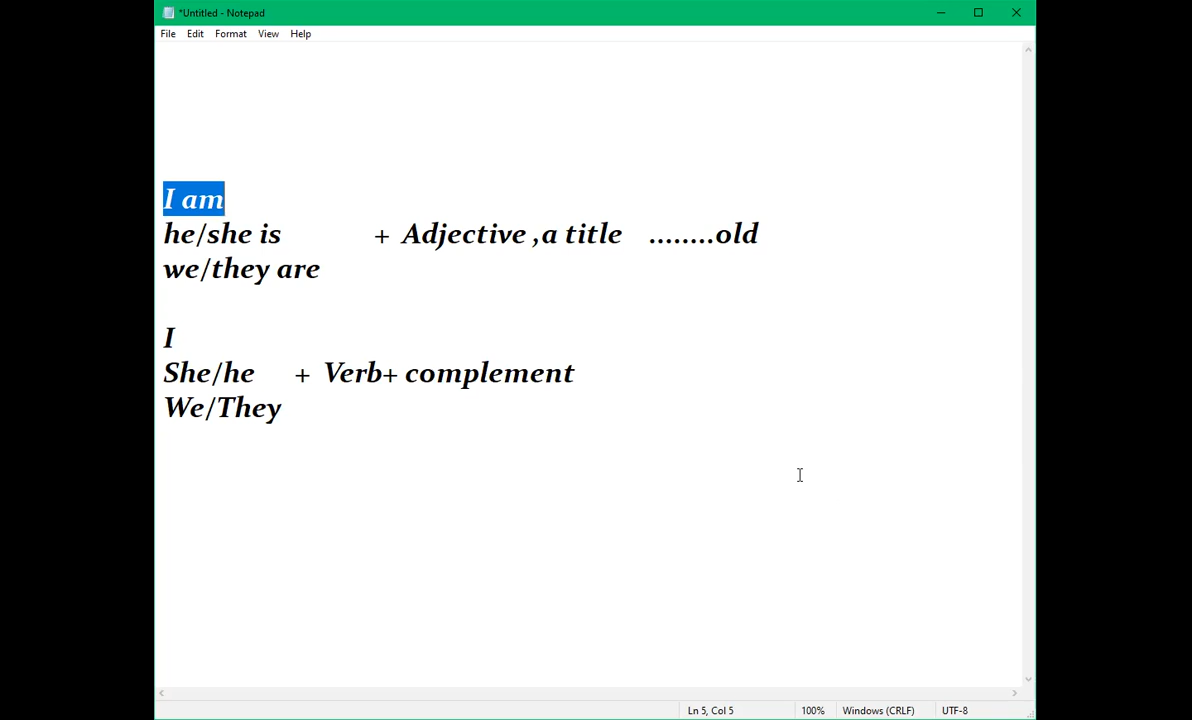 *Untitled - Notepad
File Edit Format View Help
I am
he/she is + Adjective ,a title ........old
we/they are
I
She/he + Verb+ complement
We/They
Ln 5, Col 5 100% Windows (CRLF) UTF-8